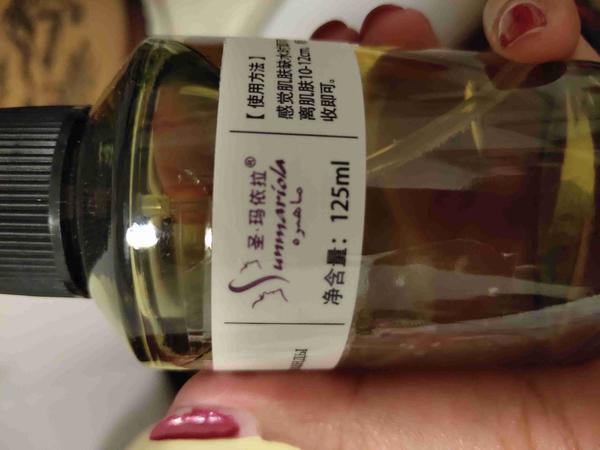 【使用方法】
感觉肌肤缺水时
离肌肤10-12cm,
收即可。
圣·玛依拉®
Summariola
净含量：125ml